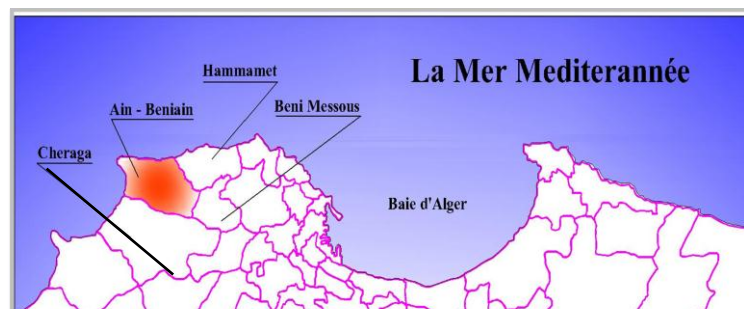 Hammamet
La Mer Mediterannée
Ain - Beniain
Beni Messous
Cheraga
Baie d'Alger